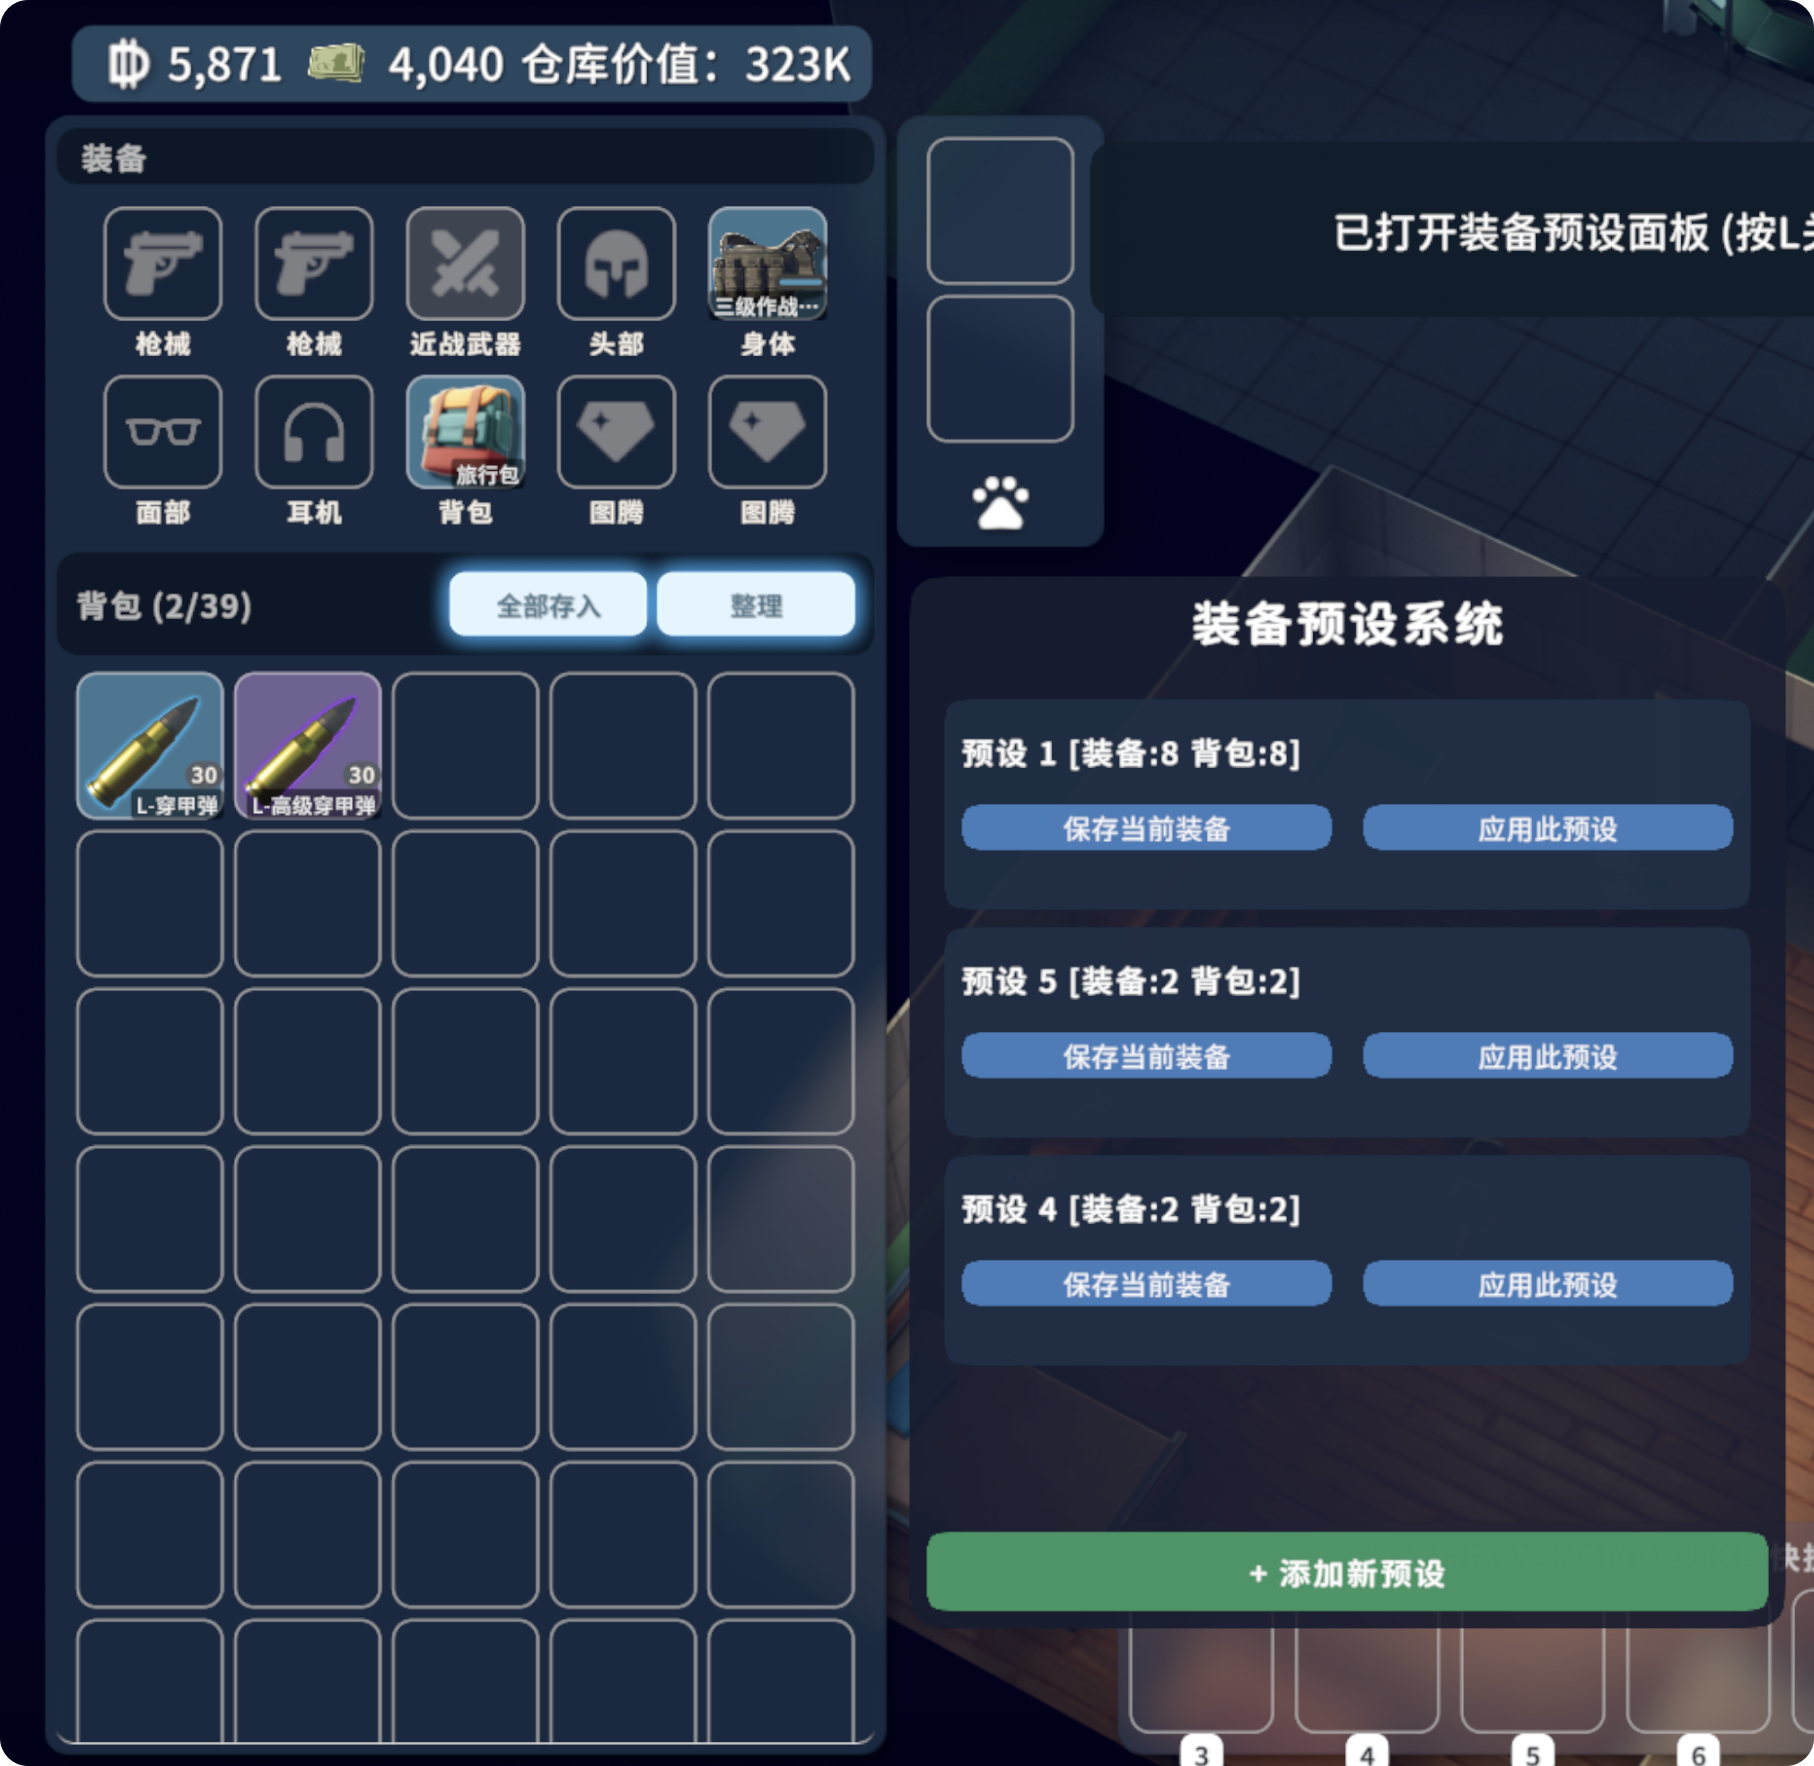 5,871 4,040 仓库价值：323K
装备
三级作战…
枪械 枪械 近战武器 头部 身体
旅行包
面部 耳机 背包 图腾 图腾
背包 (2/39) 全部存入 整理
30 30
L-穿甲弹 L-高级穿甲弹
已打开装备预设面板 (按L关
装备预设系统
预设 1 [装备:8 背包:8]
保存当前装备 应用此预设
预设 5 [装备:2 背包:2]
保存当前装备 应用此预设
预设 4 [装备:2 背包:2]
保存当前装备 应用此预设
+ 添加新预设
快捷
3 4 5 6